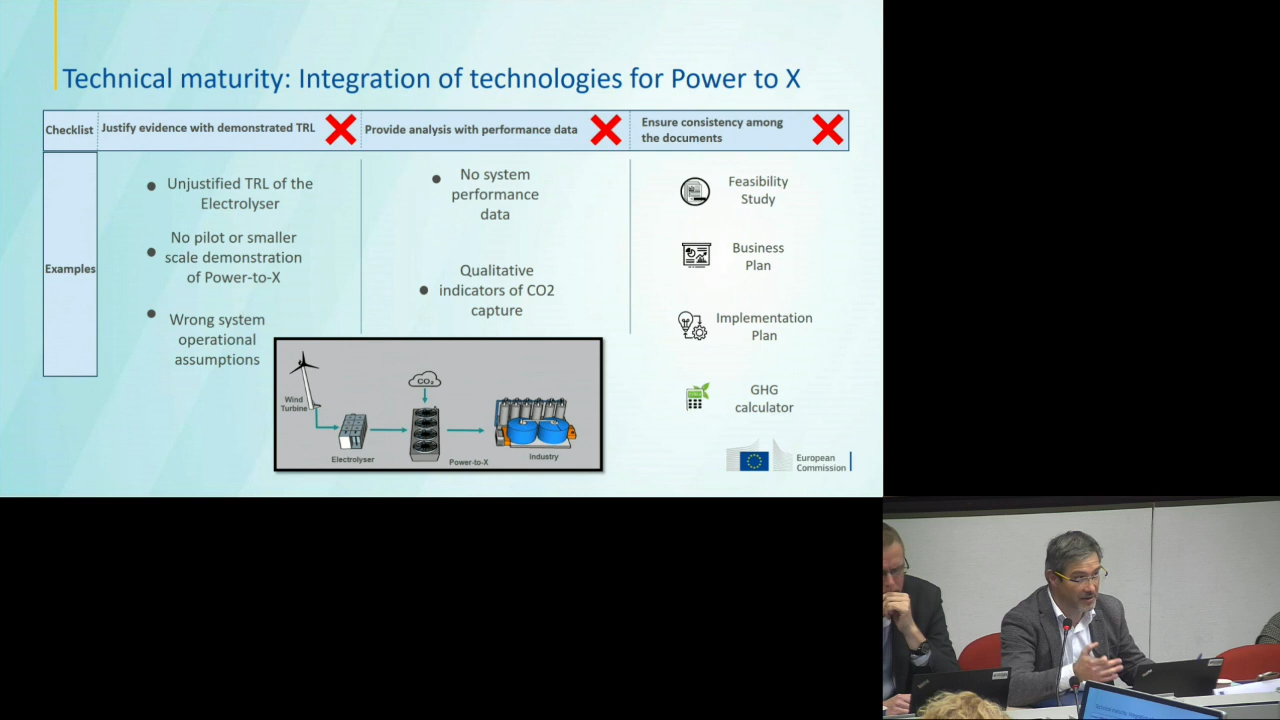 Technical maturity: Integration of technologies for Power to X
Checklist
Justify evidence with demonstrated TRL
Provide analysis with performance data
Ensure consistency among
the documents
Examples
Unjustified TRL of the
Electrolyser
No pilot or smaller
scale demonstration
of Power-to-X
Wrong system
operational
assumptions
No system
performance
data
Qualitative
indicators of CO2
capture
Feasibility
Study
Business
Plan
Implementation
Plan
GHG
calculator
Wind
Turbine
CO₂
Electrolyser
Power-to-X
Industry
European
Commission